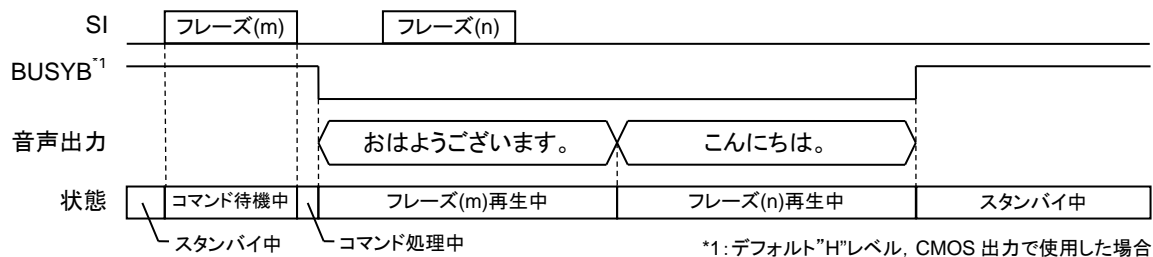 SI フレーズ(m) フレーズ(n)
BUSYB*1
音声出力 おはようございます。 こんにちは。
状態 コマンド待機中 フレーズ(m)再生中 フレーズ(n)再生中 スタンバイ中
スタンバイ中 コマンド処理中
*1：デフォルト”H”レベル，CMOS 出力で使用した場合